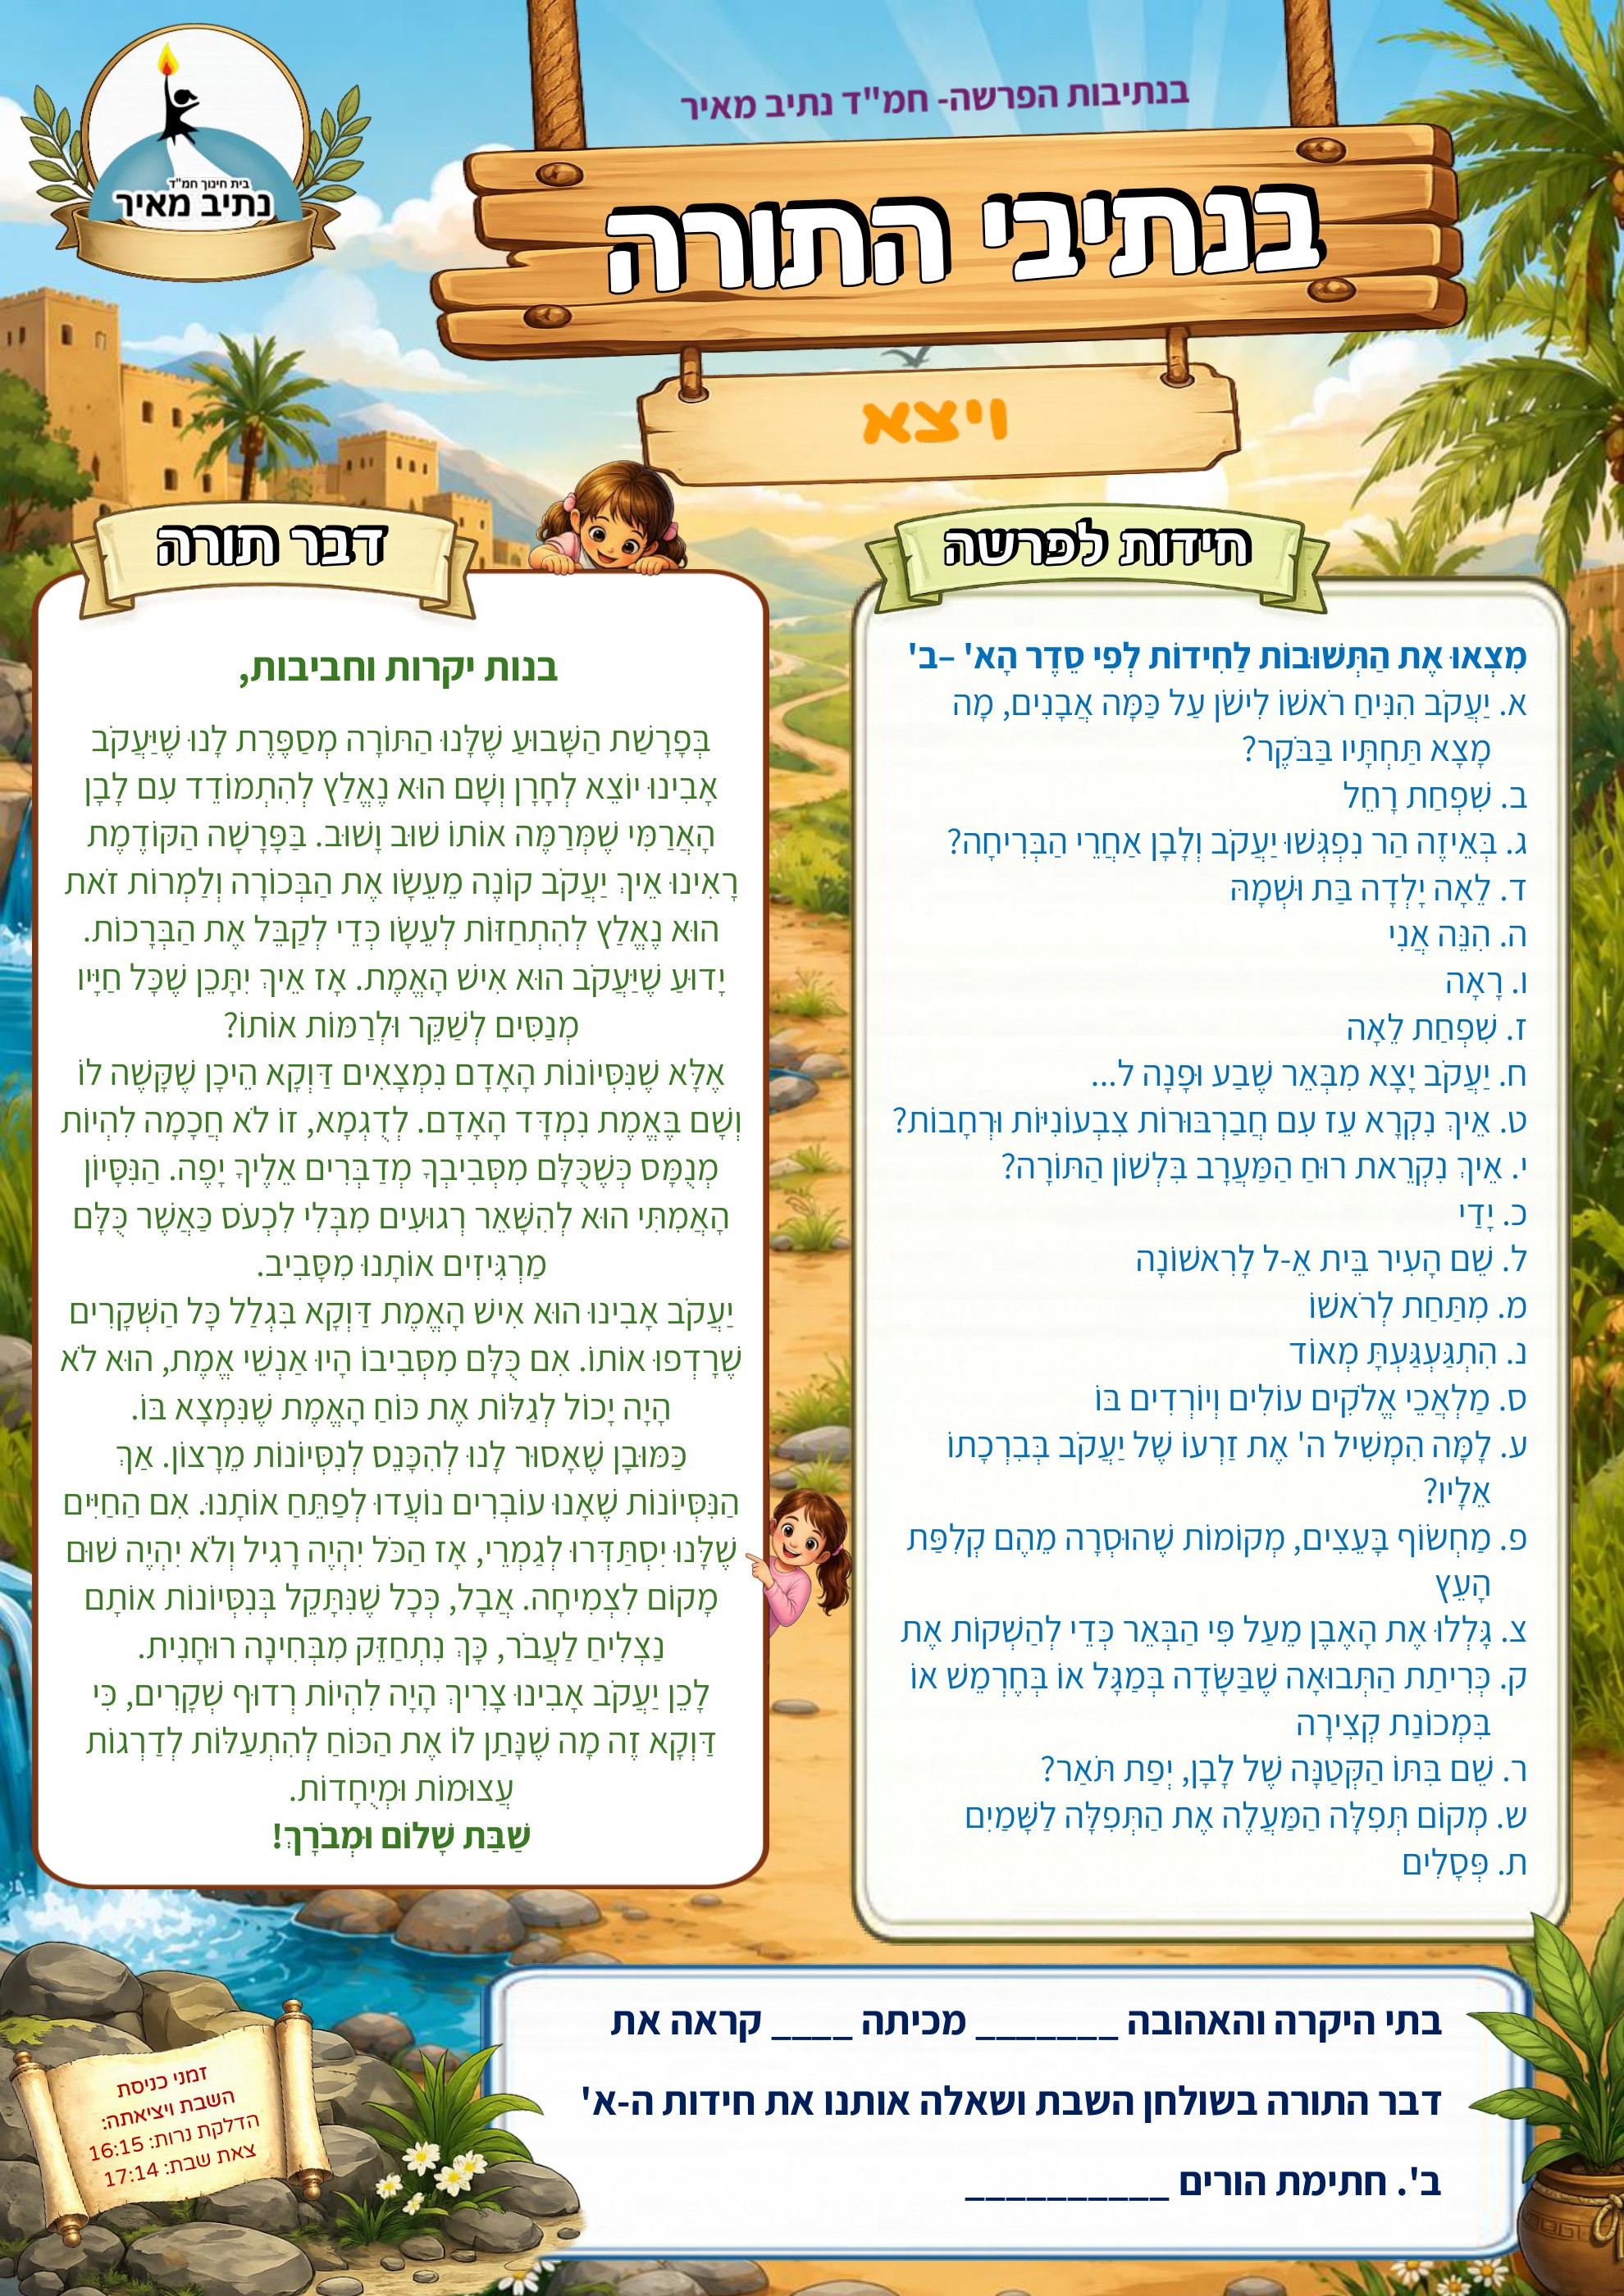 בנתיבות הפרשה- חמ"ד נתיב מאיר
בית חינוך חמ"ד
נתיב מאיר
בנתיבי התורה
ויצא
חידות לפרשה
מִצְאוּ אֶת הַתְּשׁוּבוֹת לַחִידוֹת לְפִי סֵדֶר הָא' –ב'
א. יַעֲקֹב הִנִּיחַ רֹאשׁוֹ לִישֹׁן עַל כַּמָּה אֲבָנִים, מָה
מָצָא תַּחְתָּיו בַּבֹּקֶר?
ב. שִׁפְחַת רָחֵל
ג. בְּאֵיזֶה הַר נִפְגְּשׁוּ יַעֲקֹב וְלָבָן אַחֲרֵי הַבְּרִיחָה?
ד. לֵאָה יָלְדָה בַּת וּשְׁמָהּ
ה. הִנֵּה אֲנִי
ו. רָאָה
ז. שִׁפְחַת לֵאָה
ח. יַעֲקֹב יָצָא מִבְּאֵר שֶׁבַע וּפָנָה ל...
ט. אֵיךְ נִקְרָא עֵז עִם חֲבַרְבּוּרוֹת צִבְעוֹנִיּוֹת וּרְחָבוֹת?
י. אֵיךְ נִקְרֵאת רוּחַ הַמַּעֲרָב בִּלְשׁוֹן הַתּוֹרָה?
כ. יָדַי
ל. שֵׁם הָעִיר בֵּית אֵ-ל לָרִאשׁוֹנָה
מ. מִתַּחַת לְרֹאשׁוֹ
נ. הִתְגַּעְגַּעְתָּ מְאוֹד
ס. מַלְאֲכֵי אֱלֹקִים עוֹלִים וְיוֹרְדִים בּוֹ
ע. לָמָּה הִמְשִׁיל ה' אֶת זַרְעוֹ שֶׁל יַעֲקֹב בְּבִרְכָתוֹ
אֵלָיו?
פ. מַחְשׂוֹף בָּעֵצִים, מְקוֹמוֹת שֶׁהוּסְרָה מֵהֶם קְלִפַּת
הָעֵץ
צ. גָּלְלוּ אֶת הָאֶבֶן מֵעַל פִּי הַבְּאֵר כְּדֵי לְהַשְׁקוֹת אֶת
ק. כְּרִיתַת הַתְּבוּאָה שֶׁבַּשָּׂדֶה בְּמַגָּל אוֹ בְּחֶרְמֵשׁ אוֹ
בִּמְכוֹנַת קְצִירָה
ר. שֵׁם בִּתּוֹ הַקְּטַנָּה שֶׁל לָבָן, יְפַת תֹּאַר?
ש. מְקוֹם תְּפִלָּה הַמַּעֲלֶה אֶת הַתְּפִלָּה לַשָּׁמַיִם
ת. פְּסָלִים
דבר תורה
בנות יקרות וחביבות,
בְּפָרָשַׁת הַשָּׁבוּעַ שֶׁלָּנוּ הַתּוֹרָה מְסַפֶּרֶת לָנוּ שֶׁיַּעֲקֹב
אָבִינוּ יוֹצֵא לְחָרָן וְשָׁם הוּא נֶאֱלַץ לְהִתְמוֹדֵד עִם לָבָן
הָאֲרַמִּי שֶׁמְּרַמֶּה אוֹתוֹ שׁוּב וָשׁוּב. בַּפָּרָשָׁה הַקּוֹדֶמֶת
רָאִינוּ אֵיךְ יַעֲקֹב קוֹנֶה מֵעֵשָׂו אֶת הַבְּכוֹרָה וְלַמְרוֹת זֹאת
הוּא נֶאֱלַץ לְהִתְחַזּוֹת לְעֵשָׂו כְּדֵי לְקַבֵּל אֶת הַבְּרָכוֹת.
יָדוּעַ שֶׁיַּעֲקֹב הוּא אִישׁ הָאֱמֶת. אָז אֵיךְ יִתָּכֵן שֶׁכָּל חַיָּיו
מְנַסִּים לְשַׁקֵּר וּלְרַמּוֹת אוֹתוֹ?
אֶלָּא שֶׁנִּסְּיוֹנוֹת הָאָדָם נִמְצָאִים דַּוְקָא הֵיכָן שֶׁקָּשֶׁה לוֹ
וְשָׁם בֶּאֱמֶת נִמְדָּד הָאָדָם. לְדֻגְמָא, זוֹ לֹא חֲכָמָה לִהְיוֹת
מְנֻמָּס כְּשֶׁכֻּלָּם מִסְּבִיבְךָ מְדַבְּרִים אֵלֶיךָ יָפֶה. הַנִּסָּיוֹן
הָאֲמִתִּי הוּא לְהִשָּׁאֵר רְגוּעִים מִבְּלִי לִכְעֹס כַּאֲשֶׁר כֻּלָּם
מַרְגִּיזִים אוֹתָנוּ מִסָּבִיב.
יַעֲקֹב אָבִינוּ הוּא אִישׁ הָאֱמֶת דַּוְקָא בִּגְלַל כָּל הַשְּׁקָרִים
שֶׁרָדְפוּ אוֹתוֹ. אִם כֻּלָּם מִסְּבִיבוֹ הָיוּ אַנְשֵׁי אֱמֶת, הוּא לֹא
הָיָה יָכוֹל לְגַלּוֹת אֶת כּוֹחַ הָאֱמֶת שֶׁנִּמְצָא בּוֹ.
כַּמּוּבָן שֶׁאָסוּר לָנוּ לְהִכָּנֵס לְנִסְּיוֹנוֹת מֵרָצוֹן. אַךְ
הַנִּסְּיוֹנוֹת שֶׁאָנוּ עוֹבְרִים נוֹעֲדוּ לְפַתֵּחַ אוֹתָנוּ. אִם הַחַיִּים
שֶׁלָּנוּ יִסְתַּדְּרוּ לְגַמְרֵי, אָז הַכֹּל יִהְיֶה רָגִיל וְלֹא יִהְיֶה שׁוּם
מָקוֹם לִצְמִיחָה. אֲבָל, כְּכָל שֶׁנִּתָּקֵל בְּנִסְּיוֹנוֹת אוֹתָם
נַצְלִיחַ לַעֲבֹר, כָּךְ נִתְחַזֵּק מִבְּחִינָה רוּחָנִית.
לָכֵן יַעֲקֹב אָבִינוּ צָרִיךְ הָיָה לִהְיוֹת רְדוּף שְׁקָרִים, כִּי
דַּוְקָא זֶה מָה שֶׁנָּתַן לוֹ אֶת הַכּוֹחַ לְהִתְעַלּוֹת לְדַרְגוֹת
עֲצוּמוֹת וּמְיֻחָדוֹת.
שַׁבַּת שָׁלוֹם וּמְבֹרָךְ!
בתי היקרה והאהובה _______ מכיתה ____ קראה את
דבר התורה בשולחן השבת ושאלה אותנו את חידות ה-א'
ב'. חתימת הורים __________
זמני כניסת
השבת ויציאתה:
הדלקת נרות: 16:15
צאת שבת: 17:14